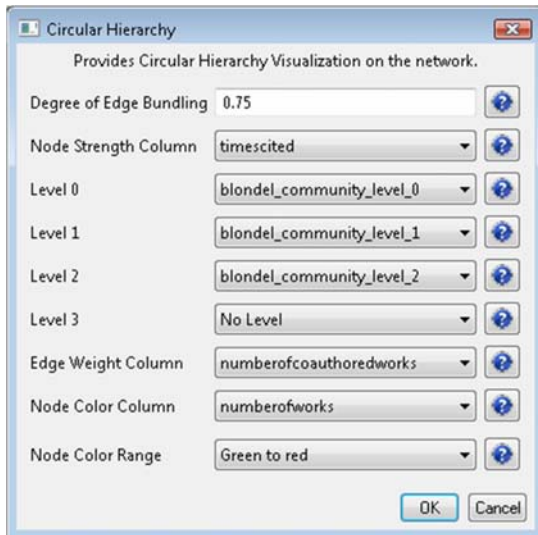 Circular Hierarchy
Provides Circular Hierarchy Visualization on the network.
Degree of Edge Bundling 0.75
Node Strength Column timescited
Level 0 blondel_community_level_0
Level 1 blondel_community_level_1
Level 2 blondel_community_level_2
Level 3 No Level
Edge Weight Column numberofcoauthoredworks
Node Color Column numberofworks
Node Color Range Green to red
OK Cancel